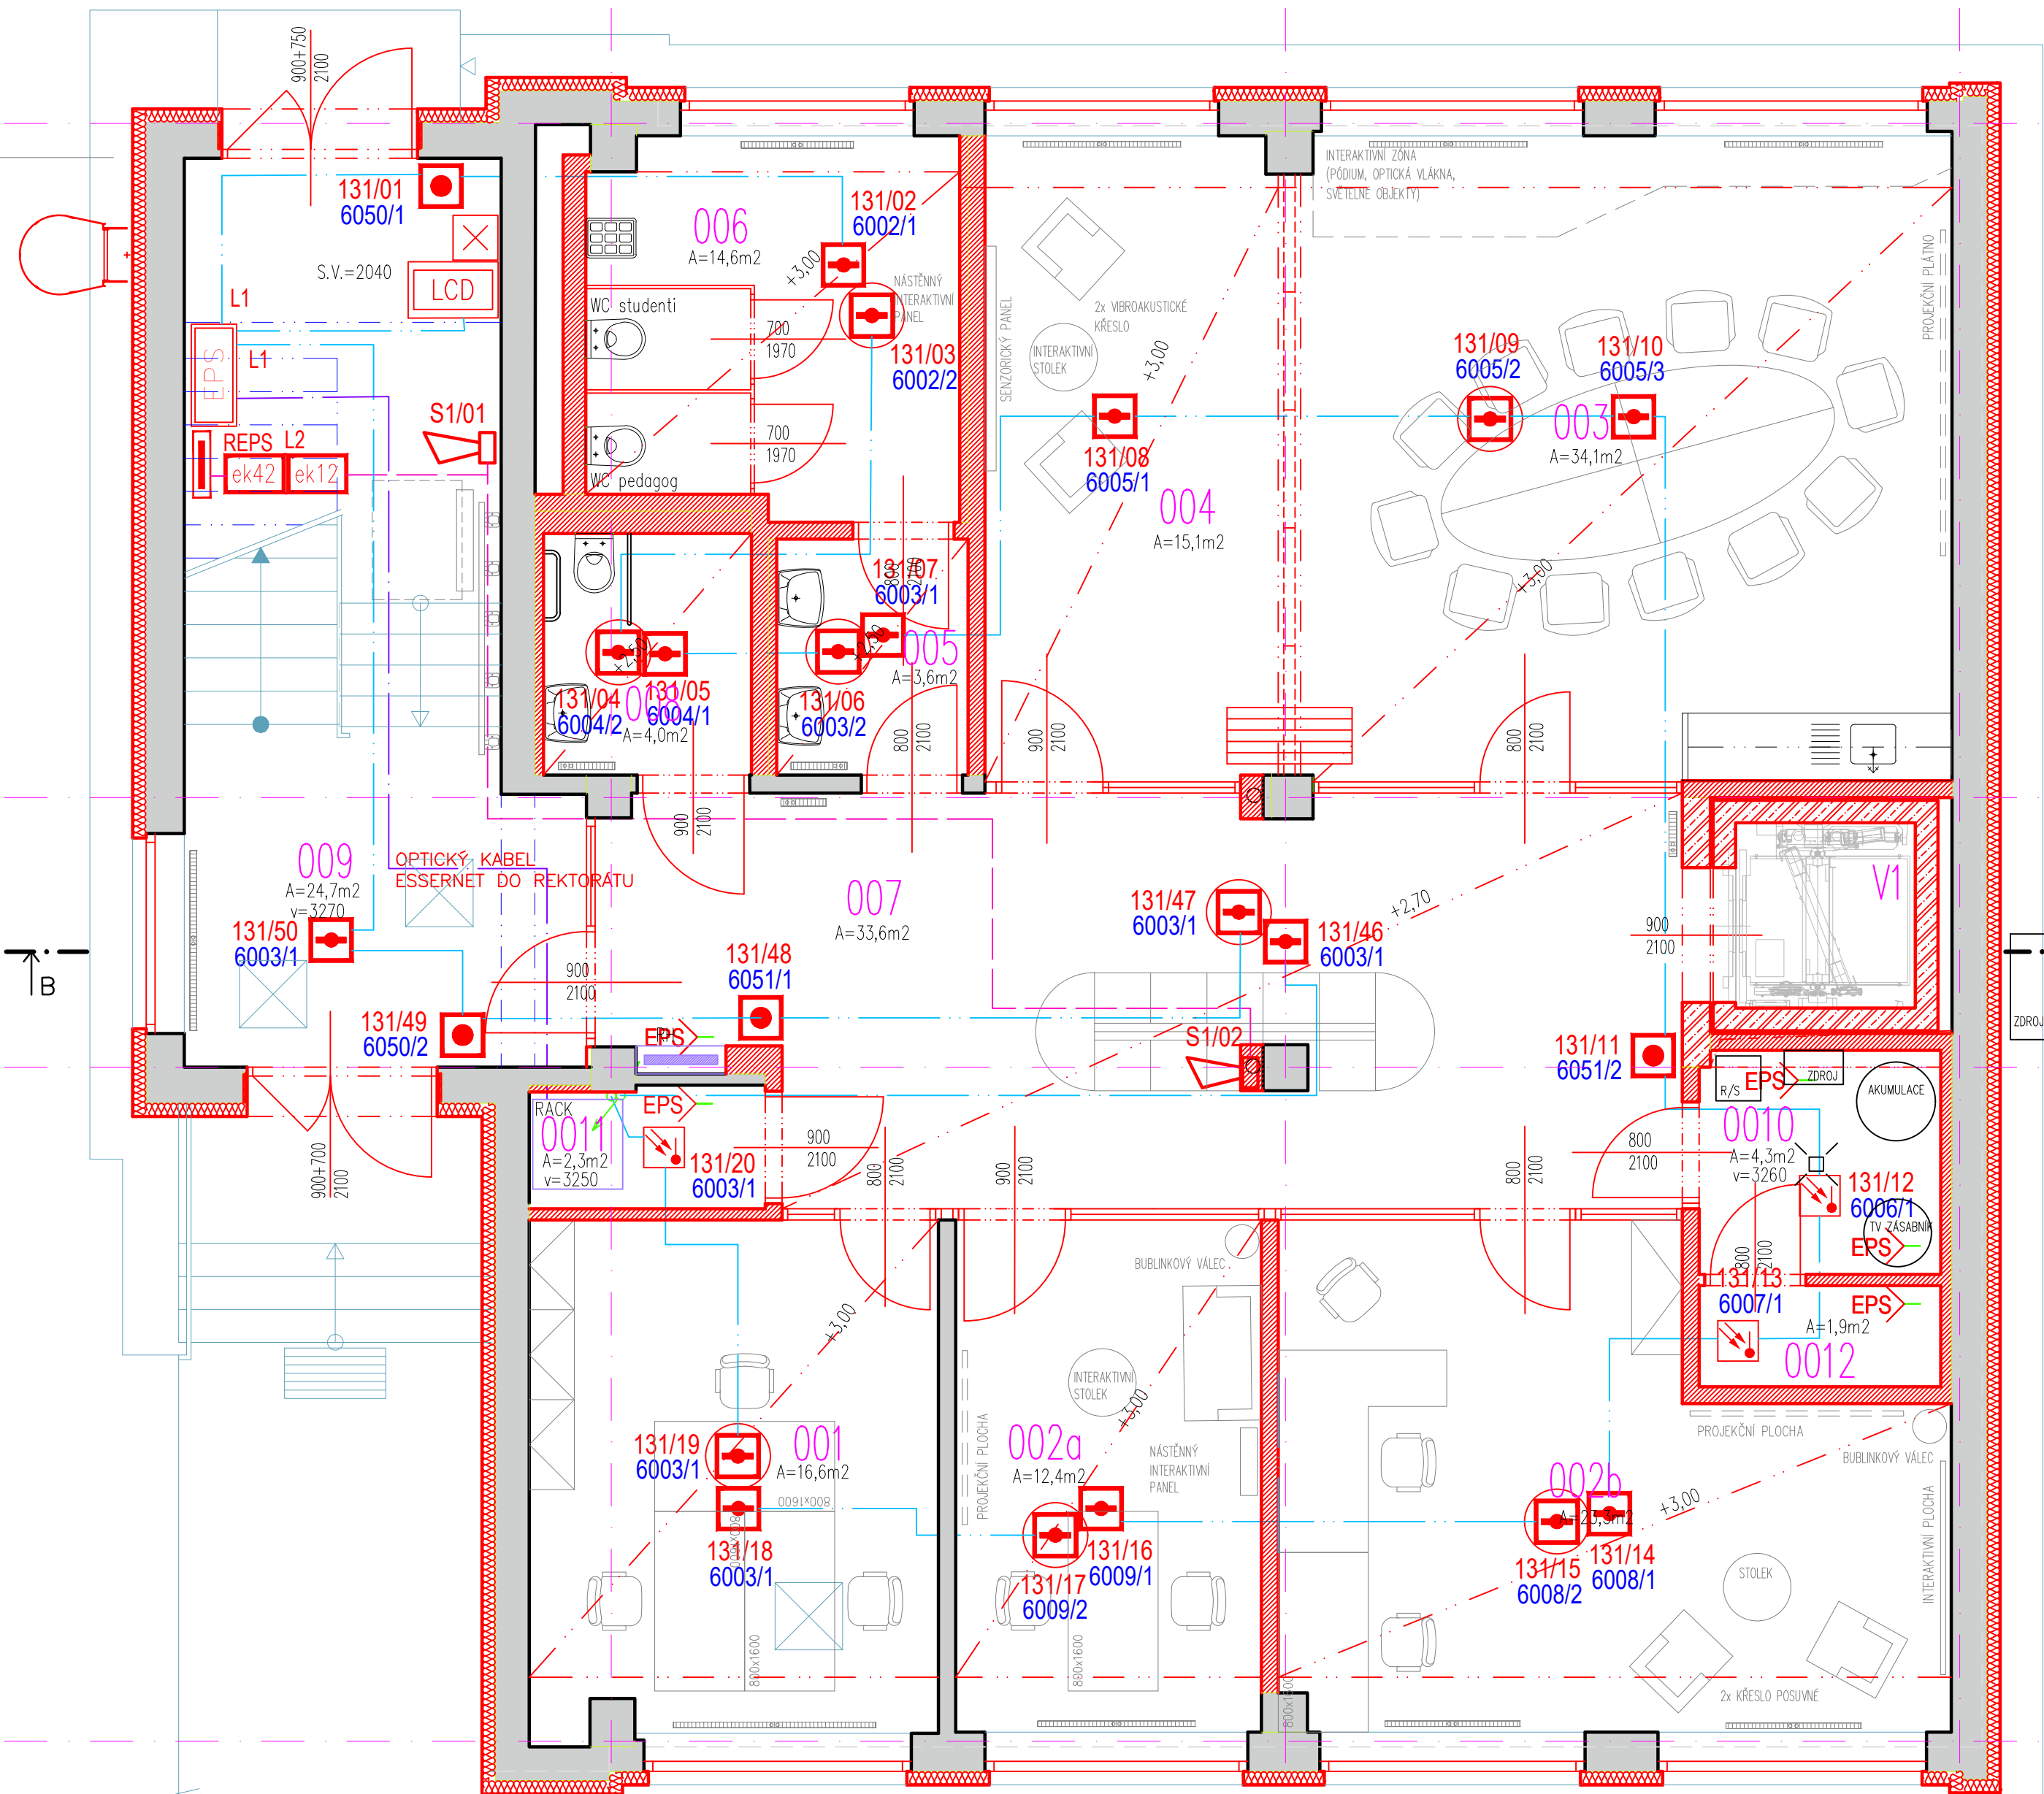 900+750
2100
131/01
6050/1
S.V.=2040
LCD
L1
EPS
L1
S1/01
REPS
L2
ek42
ek12
006
A=14,6m2
+3,00
131/02
6002/1
NÁSTĚNNÝ
INTERAKTIVNÍ
PANEL
131/03
6002/2
WC studenti
700
1970
WC pedagog
700
1970
INTERAKTIVNÍ ZÓNA
(PÓDIUM, OPTICKÁ VLÁKNA,
SVĚTELNÉ OBJEKTY)
PROJEKČNÍ PLÁTNO
SENZORICKÝ PANEL
2x VIBROAKUSTICKÉ
KŘESLO
INTERAKTIVNÍ
STOLEK
+3,00
131/08
6005/1
004
A=15,1m2
131/09
6005/2
131/10
6005/3
003
A=34,1m2
+3,00
131/07
6003/1
800
2100
005
A=3,6m2
+2,50
131/06
6003/2
131/04
6004/2
131/05
6004/1
008
A=4,0m2
+2,50
900
2100
800
2100
900
2100
800
2100
009
A=24,7m2
v=3270
OPTICKÝ KABEL
ESSERNET DO REKTORÁTU
131/50
6003/1
131/49
6050/2
900
2100
007
A=33,6m2
131/48
6051/1
131/47
6003/1
131/46
6003/1
+2,70
900
2100
V1
B
ZDROJ
EPS
S1/02
131/11
6051/2
RACK
0011
A=2,3m2
v=3250
EPS
131/20
6003/1
900
2100
800
2100
900
2100
800
2100
800
2100
R/S
EPS
ZDROJ
AKUMULACE
0010
A=4,3m2
v=3260
131/12
6006/1
TV ZÁSABNÍK
EPS
800
2100
131/13
6007/1
EPS
A=1,9m2
0012
900+700
2100
+3,00
131/19
6003/1
001
A=16,6m2
800x1600
800x1600
131/18
6003/1
800x1600
BUBLINKOVÝ VÁLEC
INTERAKTIVNÍ
STOLEK
+3,00
PROJEKČNÍ PLOCHA
002a
A=12,4m2
NÁSTĚNNÝ
INTERAKTIVNÍ
PANEL
131/16
6009/1
131/17
6009/2
800x1600
800x1600
PROJEKČNÍ PLOCHA
BUBLINKOVÝ VÁLEC
002b
A=23,3m2
+3,00
131/15
6008/2
131/14
6008/1
STOLEK
INTERAKTIVNÍ PLOCHA
2x KŘESLO POSUVNÉ